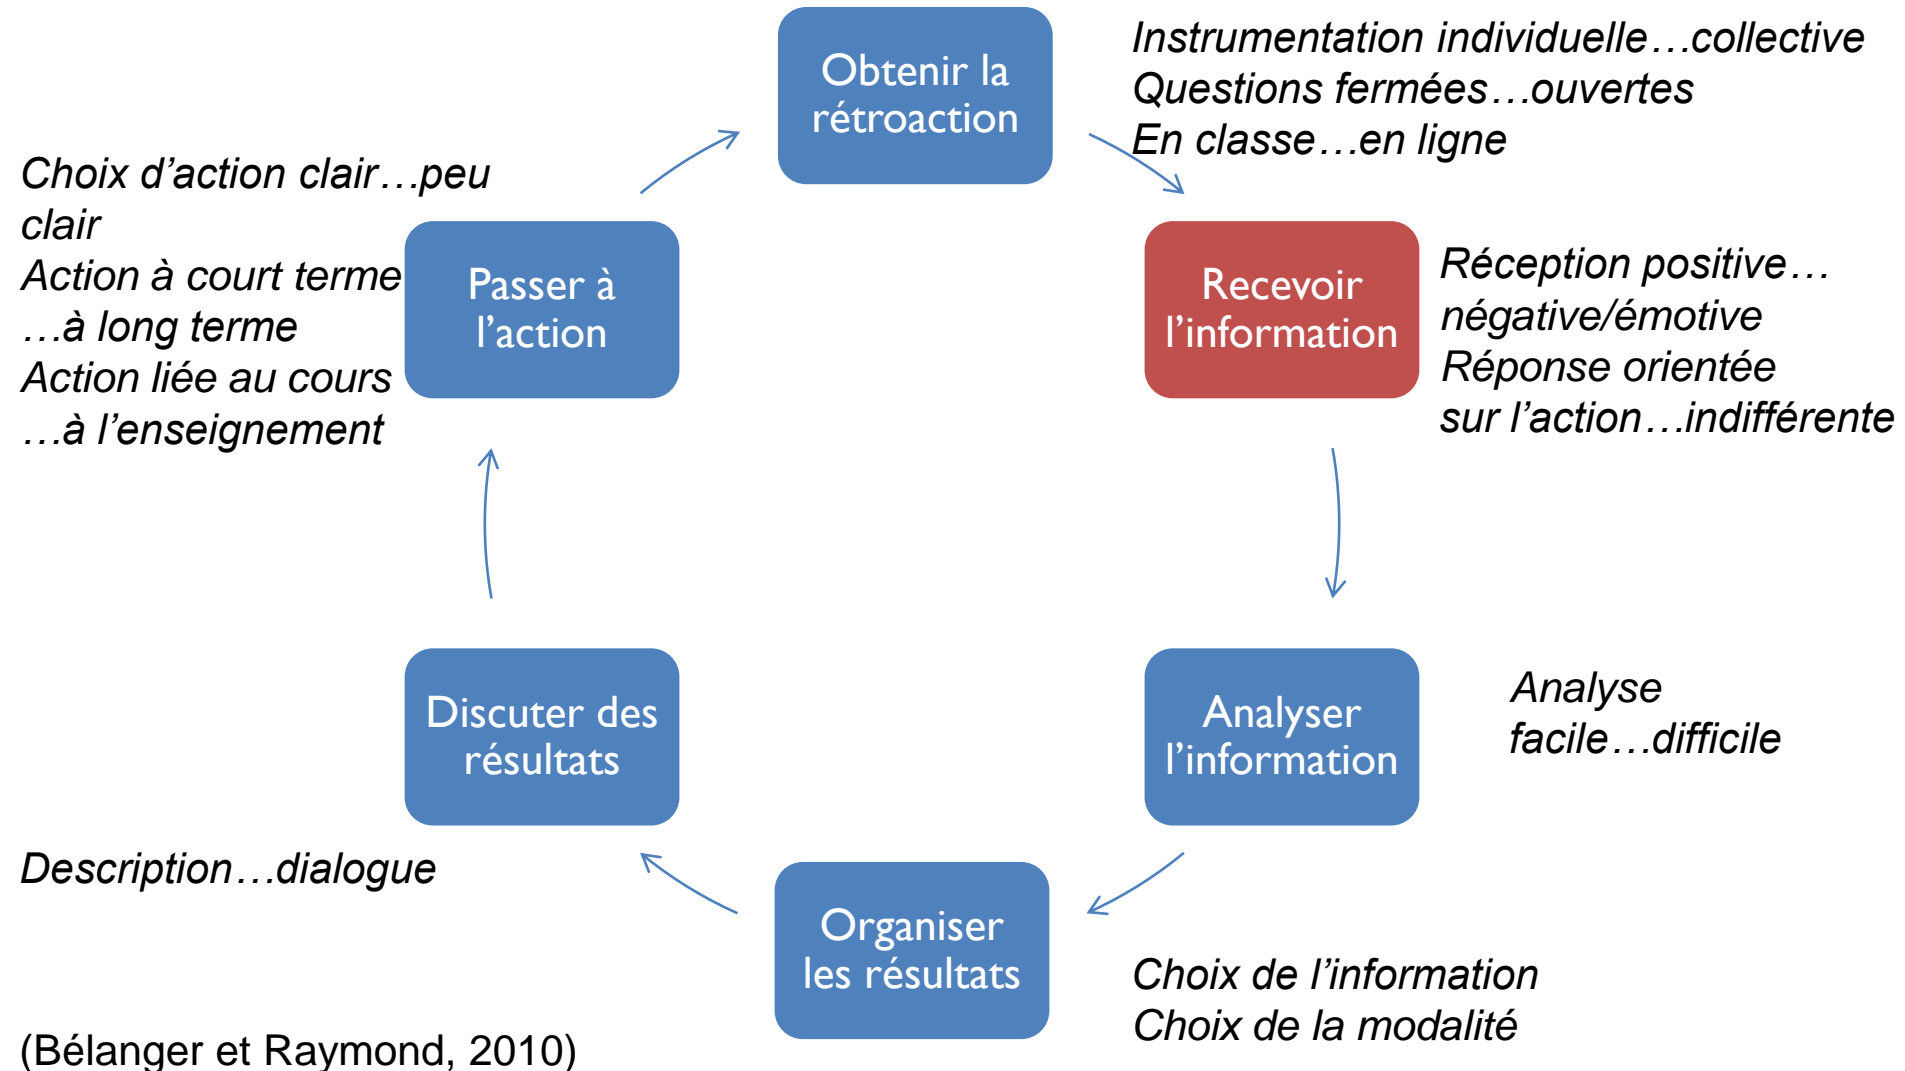 Obtenir la
rétroaction
Instrumentation individuelle…collective
Questions fermées…ouvertes
En classe…en ligne
Recevoir
l’information
Réception positive…
négative/émotive
Réponse orientée
sur l’action…indifférente
Analyser
l’information
Analyse
facile…difficile
Organiser
les résultats
Choix de l’information
Choix de la modalité
Discuter des
résultats
Description…dialogue
Passer à
l’action
Choix d’action clair…peu
clair
Action à court terme
…à long terme
Action liée au cours
…à l’enseignement
(Bélanger et Raymond, 2010)